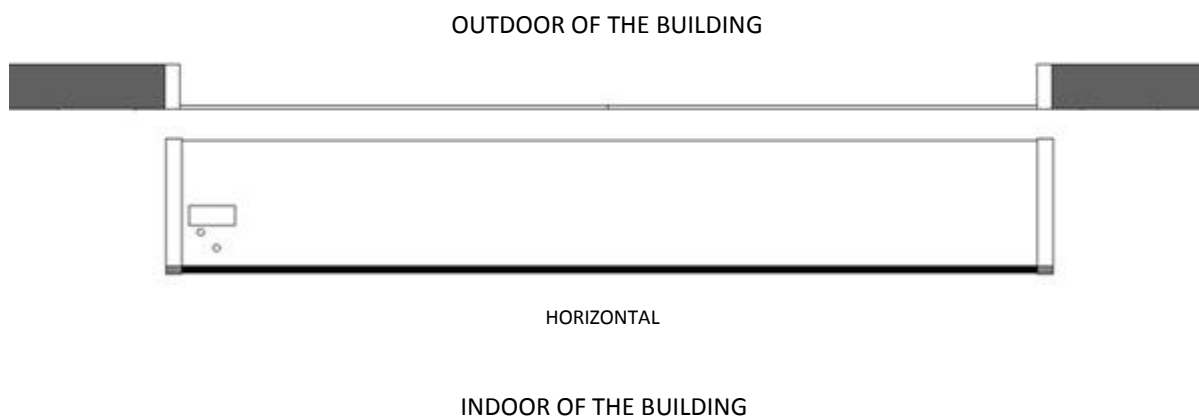 OUTDOOR OF THE BUILDING
HORIZONTAL
INDOOR OF THE BUILDING